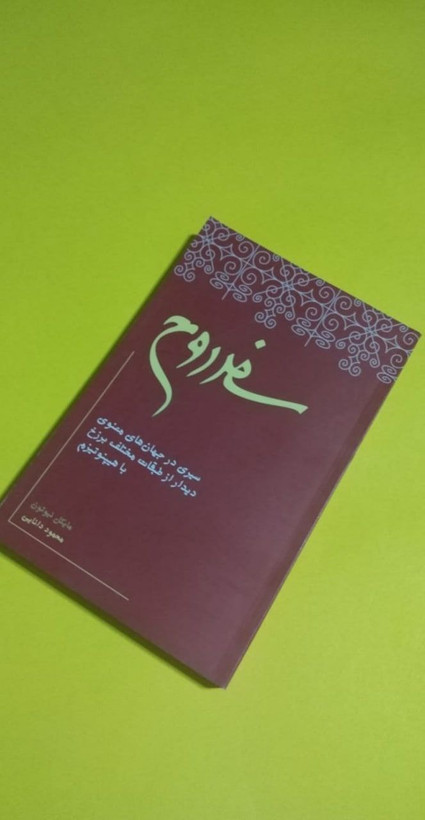 سفر روح
سیری در جهان‌های معنوی
دیدار از طبقات مختلف برزخ
با هیپنوتیزم
مایکل نیوتون
محمود دانایی